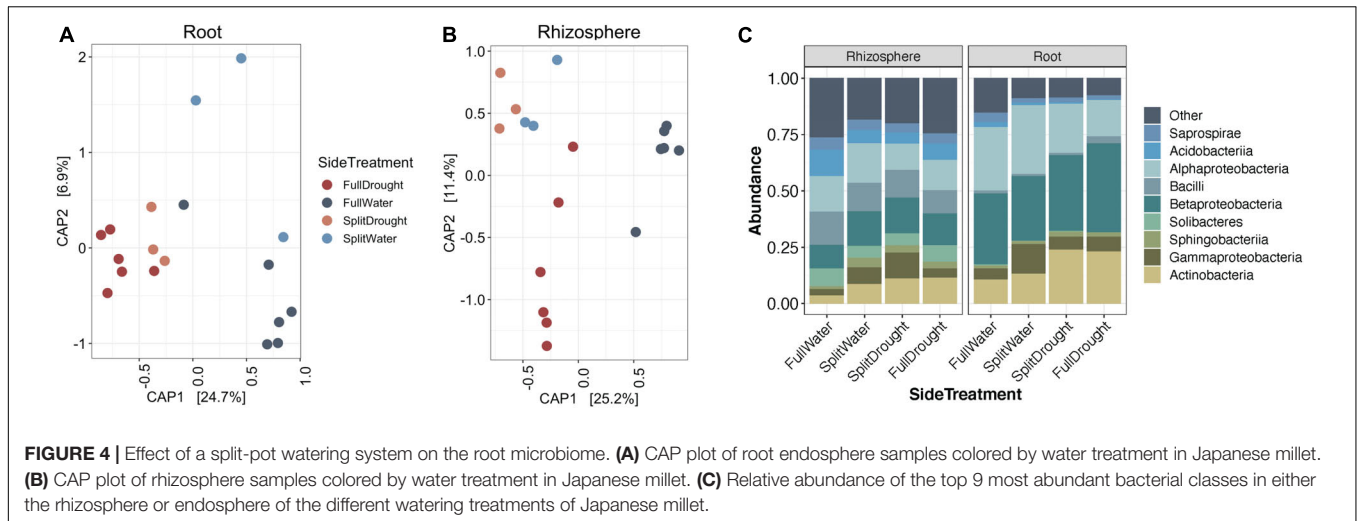 A
Root
2
1
0
-1
CAP2 [6.9%]
-0.5
0.0
0.5
1.0
CAP1 [24.7%]
SideTreatment
FullDrought
FullWater
SplitDrought
SplitWater
B
Rhizosphere
1.0
0.5
0.0
-0.5
-1.0
CAP2 [11.4%]
-0.5
0.0
0.5
CAP1 [25.2%]
C
Rhizosphere
Root
1.00
0.75
0.50
0.25
0.00
Abundance
FullWater
SplitWater
SplitDrought
FullDrought
FullWater
SplitWater
SplitDrought
FullDrought
SideTreatment
Other
Saprospirae
Acidobacteriia
Alphaproteobacteria
Bacilli
Betaproteobacteria
Solibacteres
Sphingobacteriia
Gammaproteobacteria
Actinobacteria
FIGURE 4 | Effect of a split-pot watering system on the root microbiome. (A) CAP plot of root endosphere samples colored by water treatment in Japanese millet.
(B) CAP plot of rhizosphere samples colored by water treatment in Japanese millet. (C) Relative abundance of the top 9 most abundant bacterial classes in either
the rhizosphere or endosphere of the different watering treatments of Japanese millet.